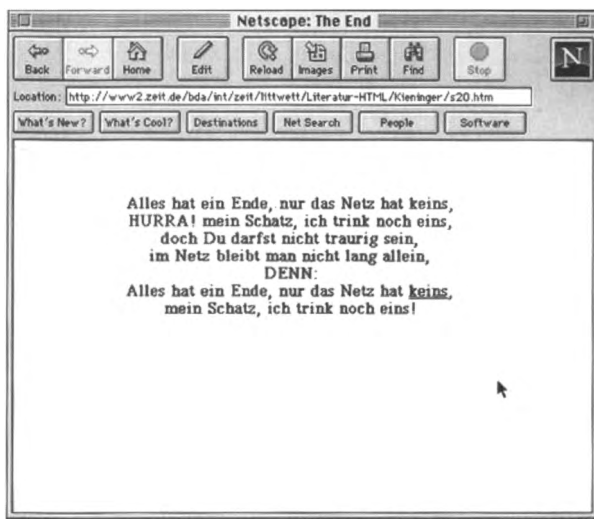 Netscape: The End
Back Forward Home Edit Reload Images Print Find Stop N
Location: http://www2.zeit.de/bda/int/zeit/littwett/Literatur-HTML/Kieninger/s20.htm
What's New? What's Cool? Destinations Net Search People Software
Alles hat ein Ende, nur das Netz hat keins,
HURRA! mein Schatz, ich trink noch eins,
doch Du darfst nicht traurig sein,
im Netz bleibt man nicht lang allein,
DENN:
Alles hat ein Ende, nur das Netz hat keins,
mein Schatz, ich trink noch eins!